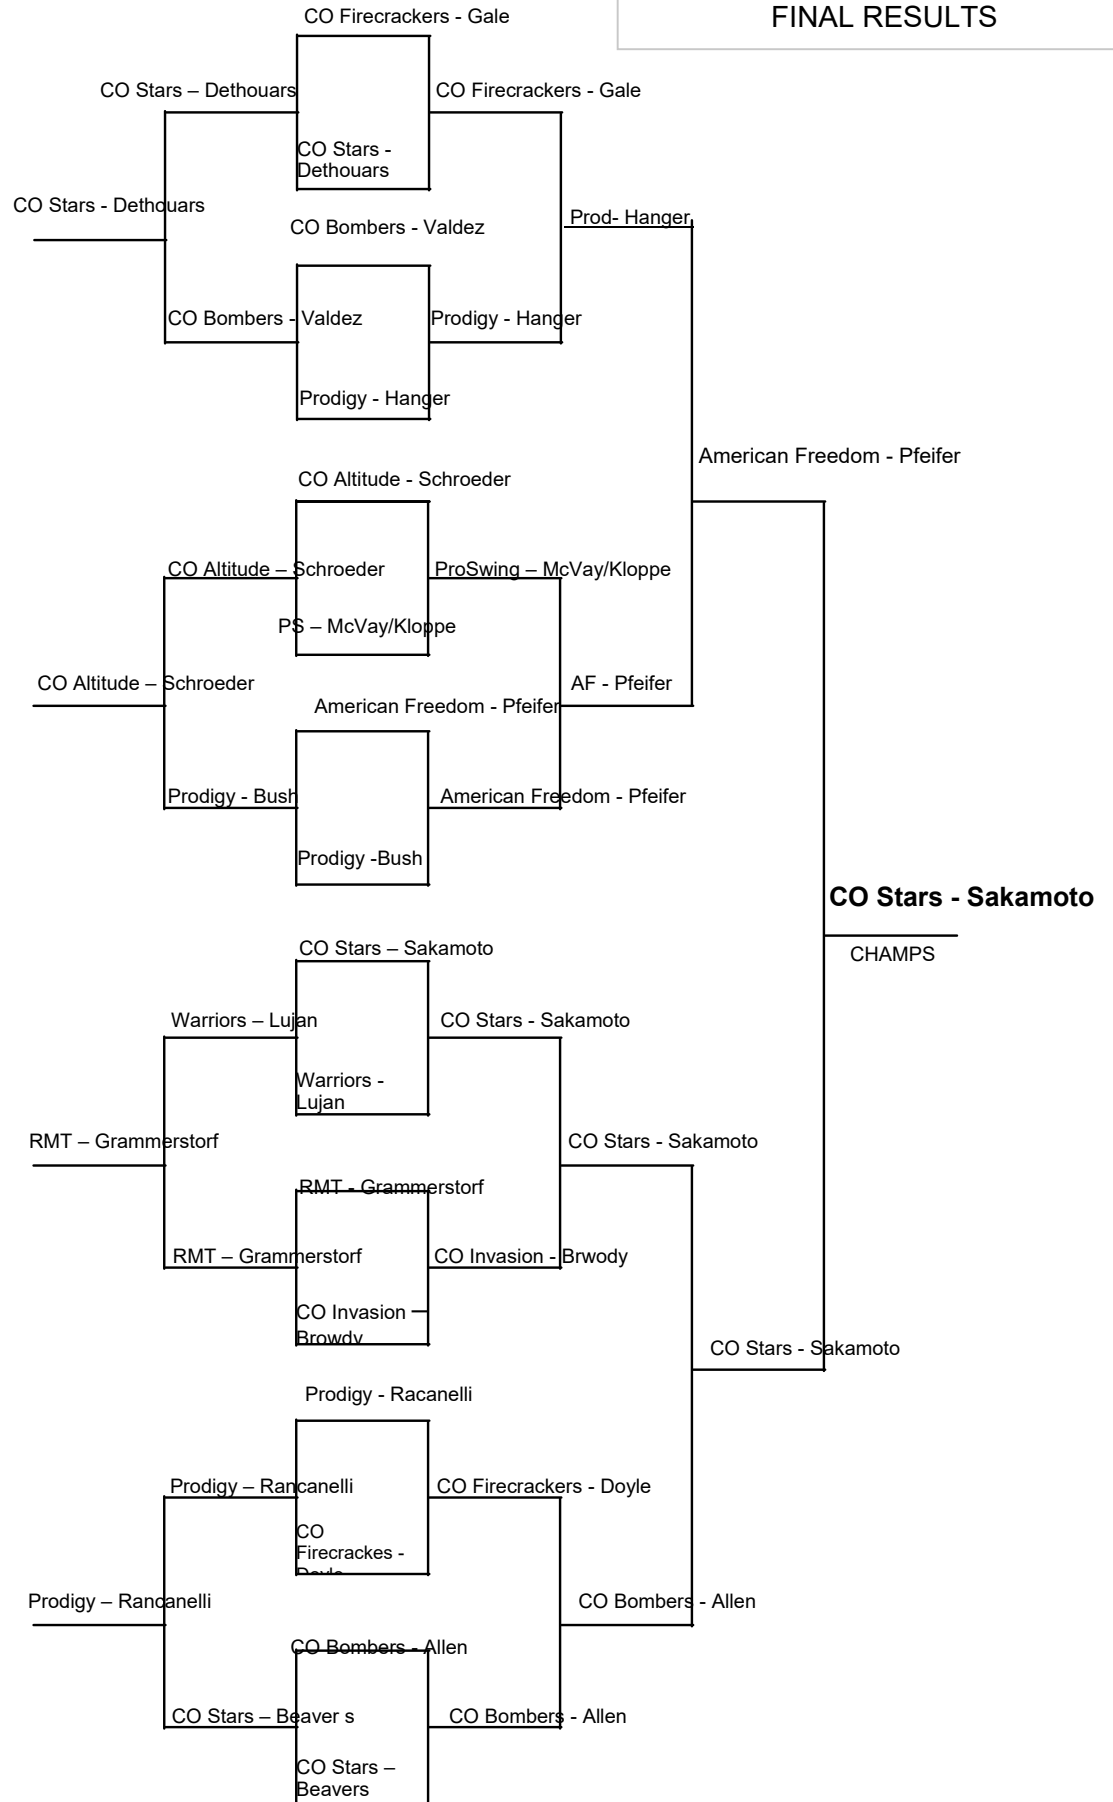 CO Firecrackers - Gale
FINAL RESULTS
CO Stars – Dethouars
CO Firecrackers - Gale
CO Stars -
Dethouars
CO Stars - Dethouars
CO Bombers - Valdez
Prod- Hanger
CO Bombers - Valdez
Prodigy - Hanger
Prodigy - Hanger
American Freedom - Pfeifer
CO Altitude - Schroeder
CO Altitude – Schroeder
ProSwing – McVay/Kloppe
PS – McVay/Kloppe
CO Altitude – Schroeder
AF - Pfeifer
American Freedom - Pfeifer
Prodigy - Bush
American Freedom - Pfeifer
Prodigy -Bush
CO Stars - Sakamoto
CHAMPS
CO Stars – Sakamoto
Warriors – Lujan
CO Stars - Sakamoto
Warriors -
Lujan
RMT – Grammerstorf
CO Stars - Sakamoto
RMT - Grammerstorf
RMT – Grammerstorf
CO Invasion - Brwody
CO Invasion –
Browdy
CO Stars - Sakamoto
Prodigy - Racanelli
Prodigy – Rancanelli
CO Firecrackers - Doyle
CO
Firecrackes -
Doyle
Prodigy – Rancanelli
CO Bombers - Allen
CO Bombers - Allen
CO Stars – Beaver s
CO Bombers - Allen
CO Stars –
Beavers